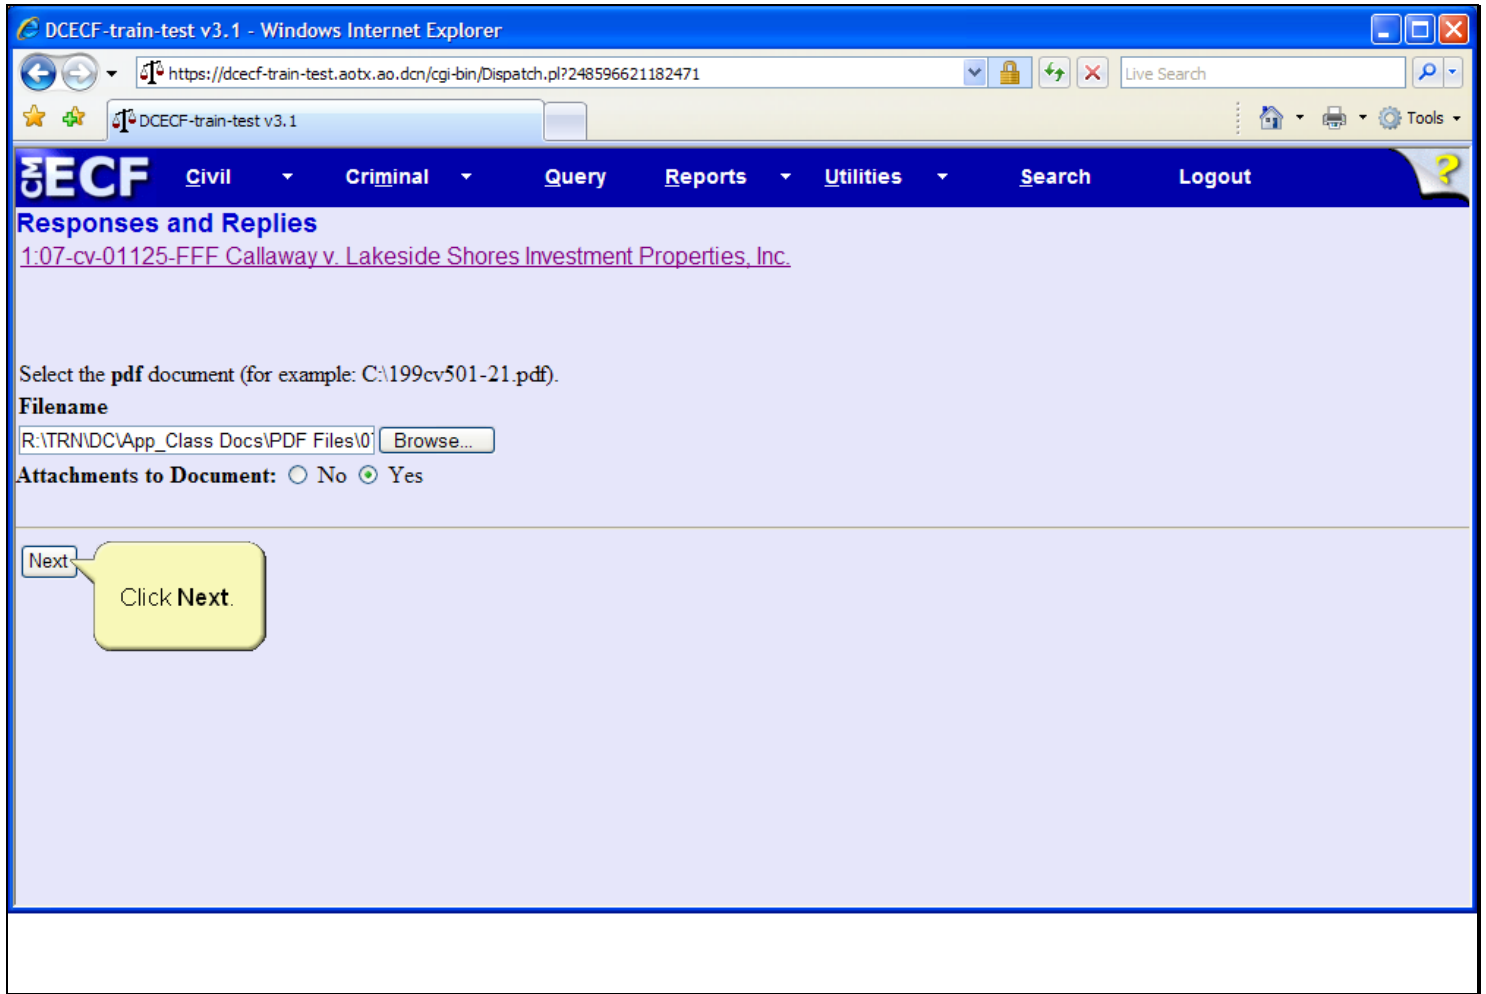 DCECF-train-test v3.1 - Windows Internet Explorer
https://dcecf-train-test.aotx.ao.dcn/cgi-bin/Dispatch.pl?248596621182471 Live Search
DCECF-train-test v3.1 Tools
CM ECF Civil Criminal Query Reports Utilities Search Logout ?
Responses and Replies
1:07-cv-01125-FFF Callaway v. Lakeside Shores Investment Properties, Inc.
Select the pdf document (for example: C:\199cv501-21.pdf).
Filename
R:\TRN\DC\App_Class Docs\PDF Files\0 Browse...
Attachments to Document: No Yes
Next
Click Next.